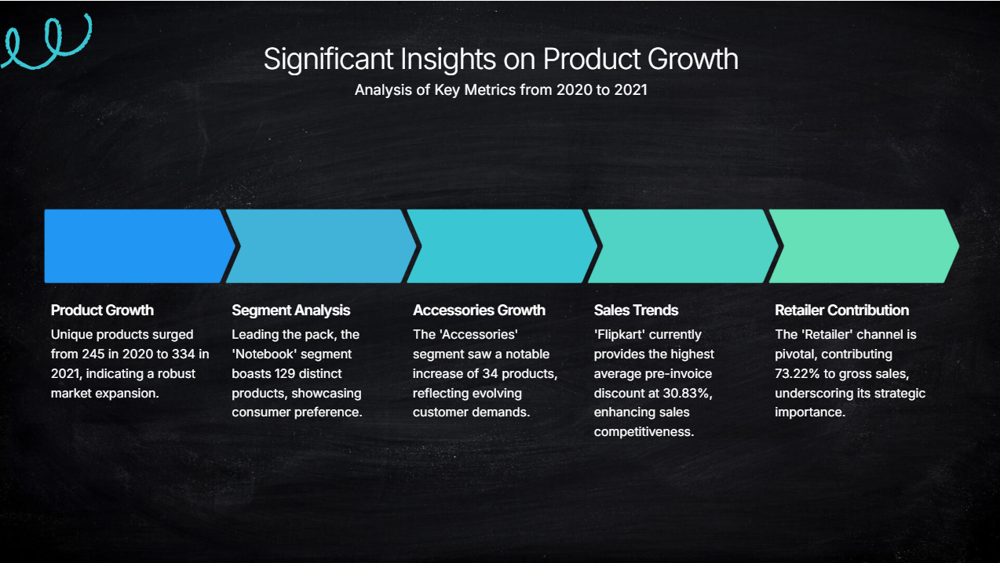 Significant Insights on Product Growth
Analysis of Key Metrics from 2020 to 2021
Product Growth
Unique products surged
from 245 in 2020 to 334 in
2021, indicating a robust
market expansion.
Segment Analysis
Leading the pack, the
'Notebook' segment
boasts 129 distinct
products, showcasing
consumer preference.
Accessories Growth
The 'Accessories'
segment saw a notable
increase of 34 products,
reflecting evolving
customer demands.
Sales Trends
'Flipkart' currently
provides the highest
average pre-invoice
discount at 30.83%,
enhancing sales
competitiveness.
Retailer Contribution
The 'Retailer' channel is
pivotal, contributing
73.22% to gross sales,
underscoring its strategic
importance.